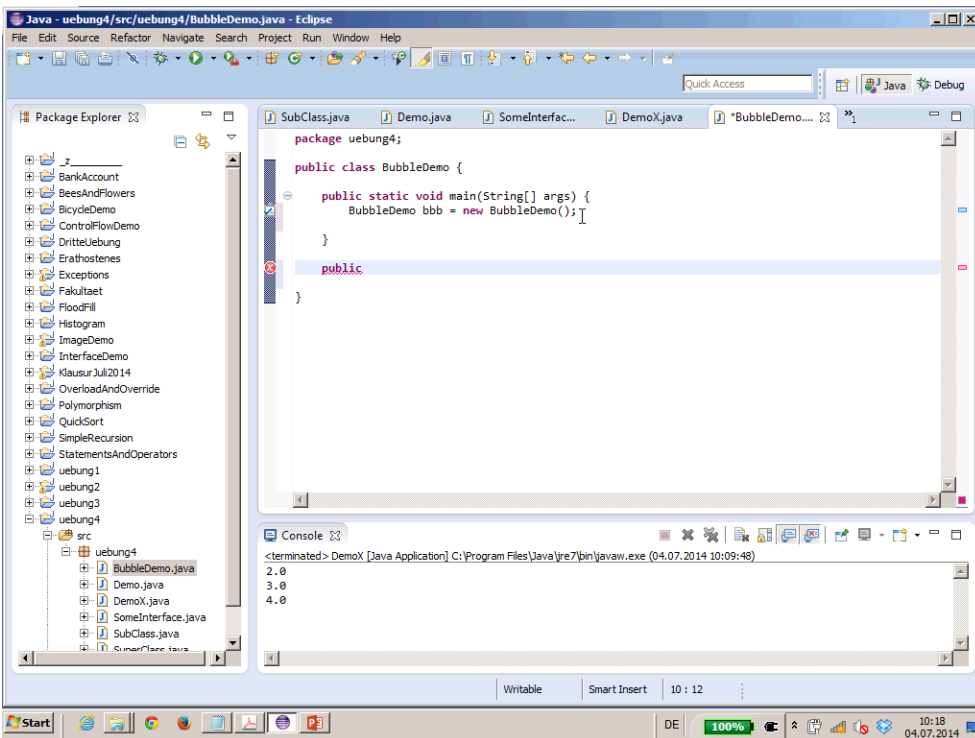 Java - uebung4/src/uebung4/BubbleDemo.java - Eclipse
File Edit Source Refactor Navigate Search Project Run Window Help
Quick Access
Java
Debug
Package Explorer
_z_________
BankAccount
BeesAndFlowers
BicycleDemo
ControlFlowDemo
DritteUebung
Erathostenes
Exceptions
Fakultaet
FloodFill
Histogram
ImageDemo
InterfaceDemo
KlausurJuli2014
OverloadAndOverride
Polymorphism
QuickSort
SimpleRecursion
StatementsAndOperators
uebung1
uebung2
uebung3
uebung4
src
uebung4
BubbleDemo.java
Demo.java
DemoX.java
SomeInterface.java
SubClass.java
SuperClass.java
SubClass.java Demo.java SomeInterfac... DemoX.java *BubbleDemo.... »1
package uebung4;
public class BubbleDemo {
public static void main(String[] args) {
BubbleDemo bbb = new BubbleDemo();
}
public
}
Console
<terminated> DemoX [Java Application] C:\Program Files\Java\jre7\bin\javaw.exe (04.07.2014 10:09:48)
2.0
3.0
4.0
Writable Smart Insert 10 : 12
Start
DE 100% 10:18
04.07.2014